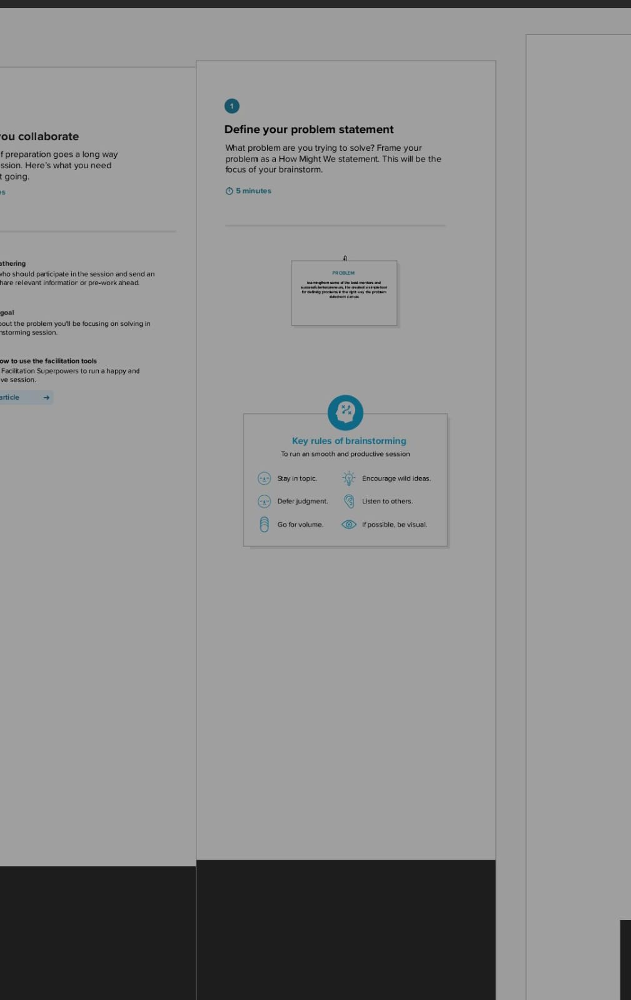 you collaborate
f preparation goes a long way
ssion. Here's what you need
t going.
es
athering
who should participate in the session and send an
hare relevant information or pre-work ahead.
goal
bout the problem you'll be focusing on solving in
nstorming session.
ow to use the facilitation tools
Facilitation Superpowers to run a happy and
ve session.
article →
1
Define your problem statement
What problem are you trying to solve? Frame your
problem as a How Might We statement. This will be the
focus of your brainstorm.
5 minutes
PROBLEM
learning from some of the best mentors and
successful enterpreneurs, I created a simple tool
for defining problems the right way, the problem
statement canvas
Key rules of brainstorming
To run an smooth and productive session
Stay in topic.
Encourage wild ideas.
Defer judgment.
Listen to others.
Go for volume.
If possible, be visual.